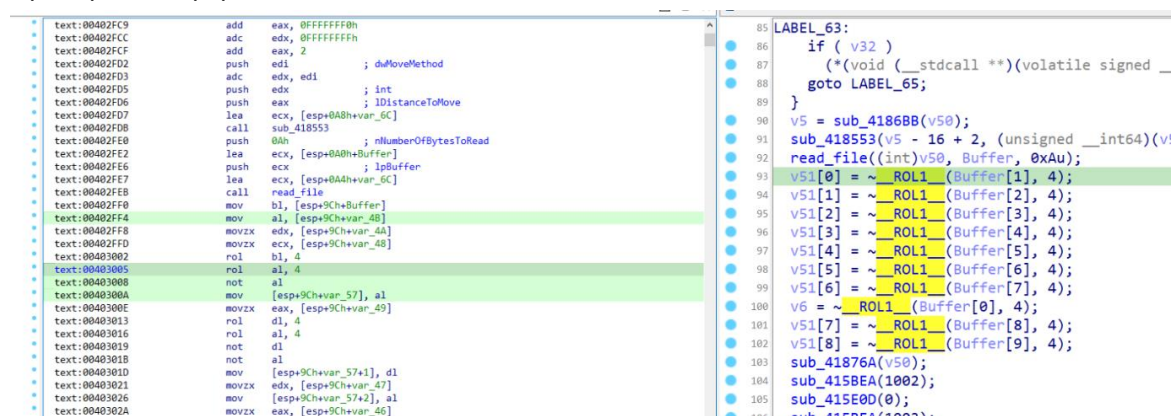 text:00402FC9 add eax, 0FFFFFFF0h
text:00402FCC adc edx, 0FFFFFFFFh
text:00402FCF add eax, 2
text:00402FD2 push edi ; dwMoveMethod
text:00402FD3 adc edx, edi
text:00402FD5 push edx ; int
text:00402FD6 push eax ; lDistanceToMove
text:00402FD7 lea ecx, [esp+0A8h+var_6C]
text:00402FDB call sub_418553
text:00402FE0 push 0Ah ; nNumberOfBytesToRead
text:00402FE2 lea ecx, [esp+0A0h+Buffer]
text:00402FE6 push ecx ; lpBuffer
text:00402FE7 lea ecx, [esp+0A4h+var_6C]
text:00402FEB call read_file
text:00402FF0 mov bl, [esp+9Ch+Buffer]
text:00402FF4 mov al, [esp+9Ch+var_4B]
text:00402FF8 movzx edx, [esp+9Ch+var_4A]
text:00402FFD movzx ecx, [esp+9Ch+var_48]
text:00403002 rol bl, 4
text:00403005 rol al, 4
text:00403008 not al
text:0040300A mov [esp+9Ch+var_57], al
text:0040300E movzx eax, [esp+9Ch+var_49]
text:00403013 rol dl, 4
text:00403016 rol al, 4
text:00403019 not dl
text:0040301B not al
text:0040301D mov [esp+9Ch+var_57+1], dl
text:00403021 movzx edx, [esp+9Ch+var_47]
text:00403026 mov [esp+9Ch+var_57+2], al
text:0040302A movzx eax, [esp+9Ch+var_46]
85 LABEL_63:
86 if ( v32 )
87 (*(void (__stdcall **)(volatile signed _
88 goto LABEL_65;
89 }
90 v5 = sub_4186BB(v50);
91 sub_418553(v5 - 16 + 2, (unsigned __int64)(v5
92 read_file((int)v50, Buffer, 0xAu);
93 v51[0] = ~__ROL1__(Buffer[1], 4);
94 v51[1] = ~__ROL1__(Buffer[2], 4);
95 v51[2] = ~__ROL1__(Buffer[3], 4);
96 v51[3] = ~__ROL1__(Buffer[4], 4);
97 v51[4] = ~__ROL1__(Buffer[5], 4);
98 v51[5] = ~__ROL1__(Buffer[6], 4);
99 v51[6] = ~__ROL1__(Buffer[7], 4);
100 v6 = ~__ROL1__(Buffer[0], 4);
101 v51[7] = ~__ROL1__(Buffer[8], 4);
102 v51[8] = ~__ROL1__(Buffer[9], 4);
103 sub_41876A(v50);
104 sub_415BEA(1002);
105 sub_415E0D(0);